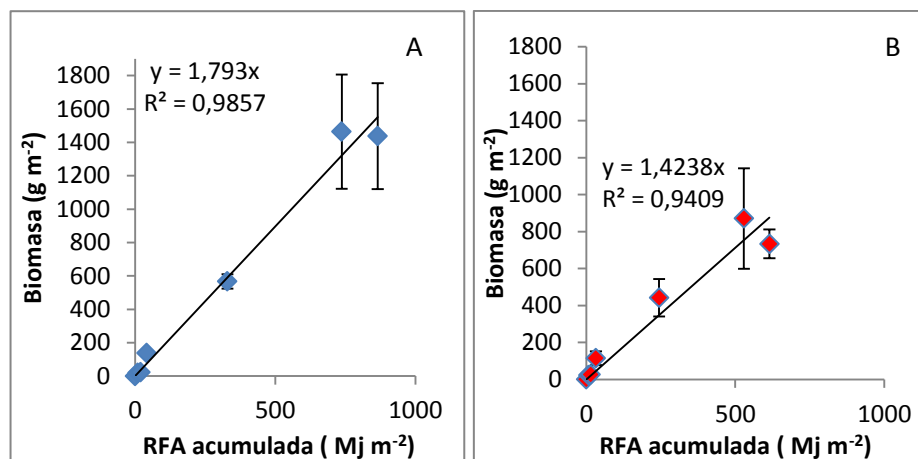 A
y = 1,793x
R² = 0,9857
Biomasa (g m⁻²)
1800
1600
1400
1200
1000
800
600
400
200
0
0 500 1000
RFA acumulada ( Mj m⁻²)
B
y = 1,4238x
R² = 0,9409
Biomasa (g m⁻²)
1800
1600
1400
1200
1000
800
600
400
200
0
0 500 1000
RFA acumulada ( Mj m⁻²)